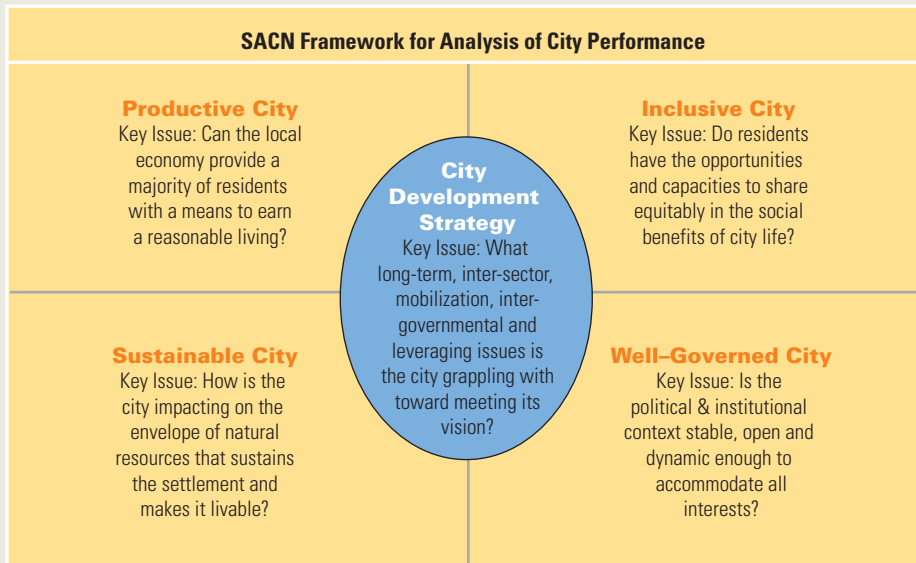 SACN Framework for Analysis of City Performance
Productive City
Key Issue: Can the local
economy provide a
majority of residents
with a means to earn
a reasonable living?
Inclusive City
Key Issue: Do residents
have the opportunities
and capacities to share
equitably in the social
benefits of city life?
City
Development
Strategy
Key Issue: What
long-term, inter-sector,
mobilization, inter-
governmental and
leveraging issues is
the city grappling with
toward meeting its
vision?
Sustainable City
Key Issue: How is the
city impacting on the
envelope of natural
resources that sustains
the settlement and
makes it livable?
Well–Governed City
Key Issue: Is the
political & institutional
context stable, open and
dynamic enough to
accommodate all
interests?